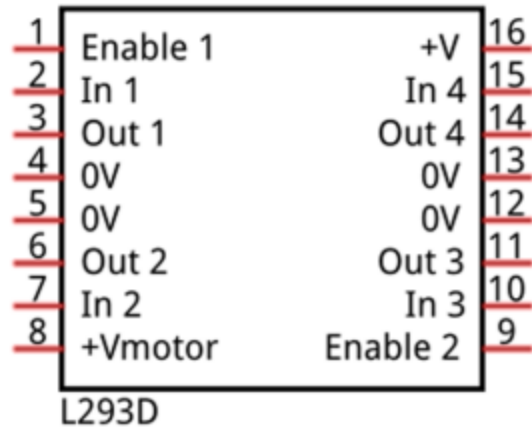 1 Enable 1 +V 16
2 In 1 In 4 15
3 Out 1 Out 4 14
4 0V 0V 13
5 0V 0V 12
6 Out 2 Out 3 11
7 In 2 In 3 10
8 +Vmotor Enable 2 9
L293D